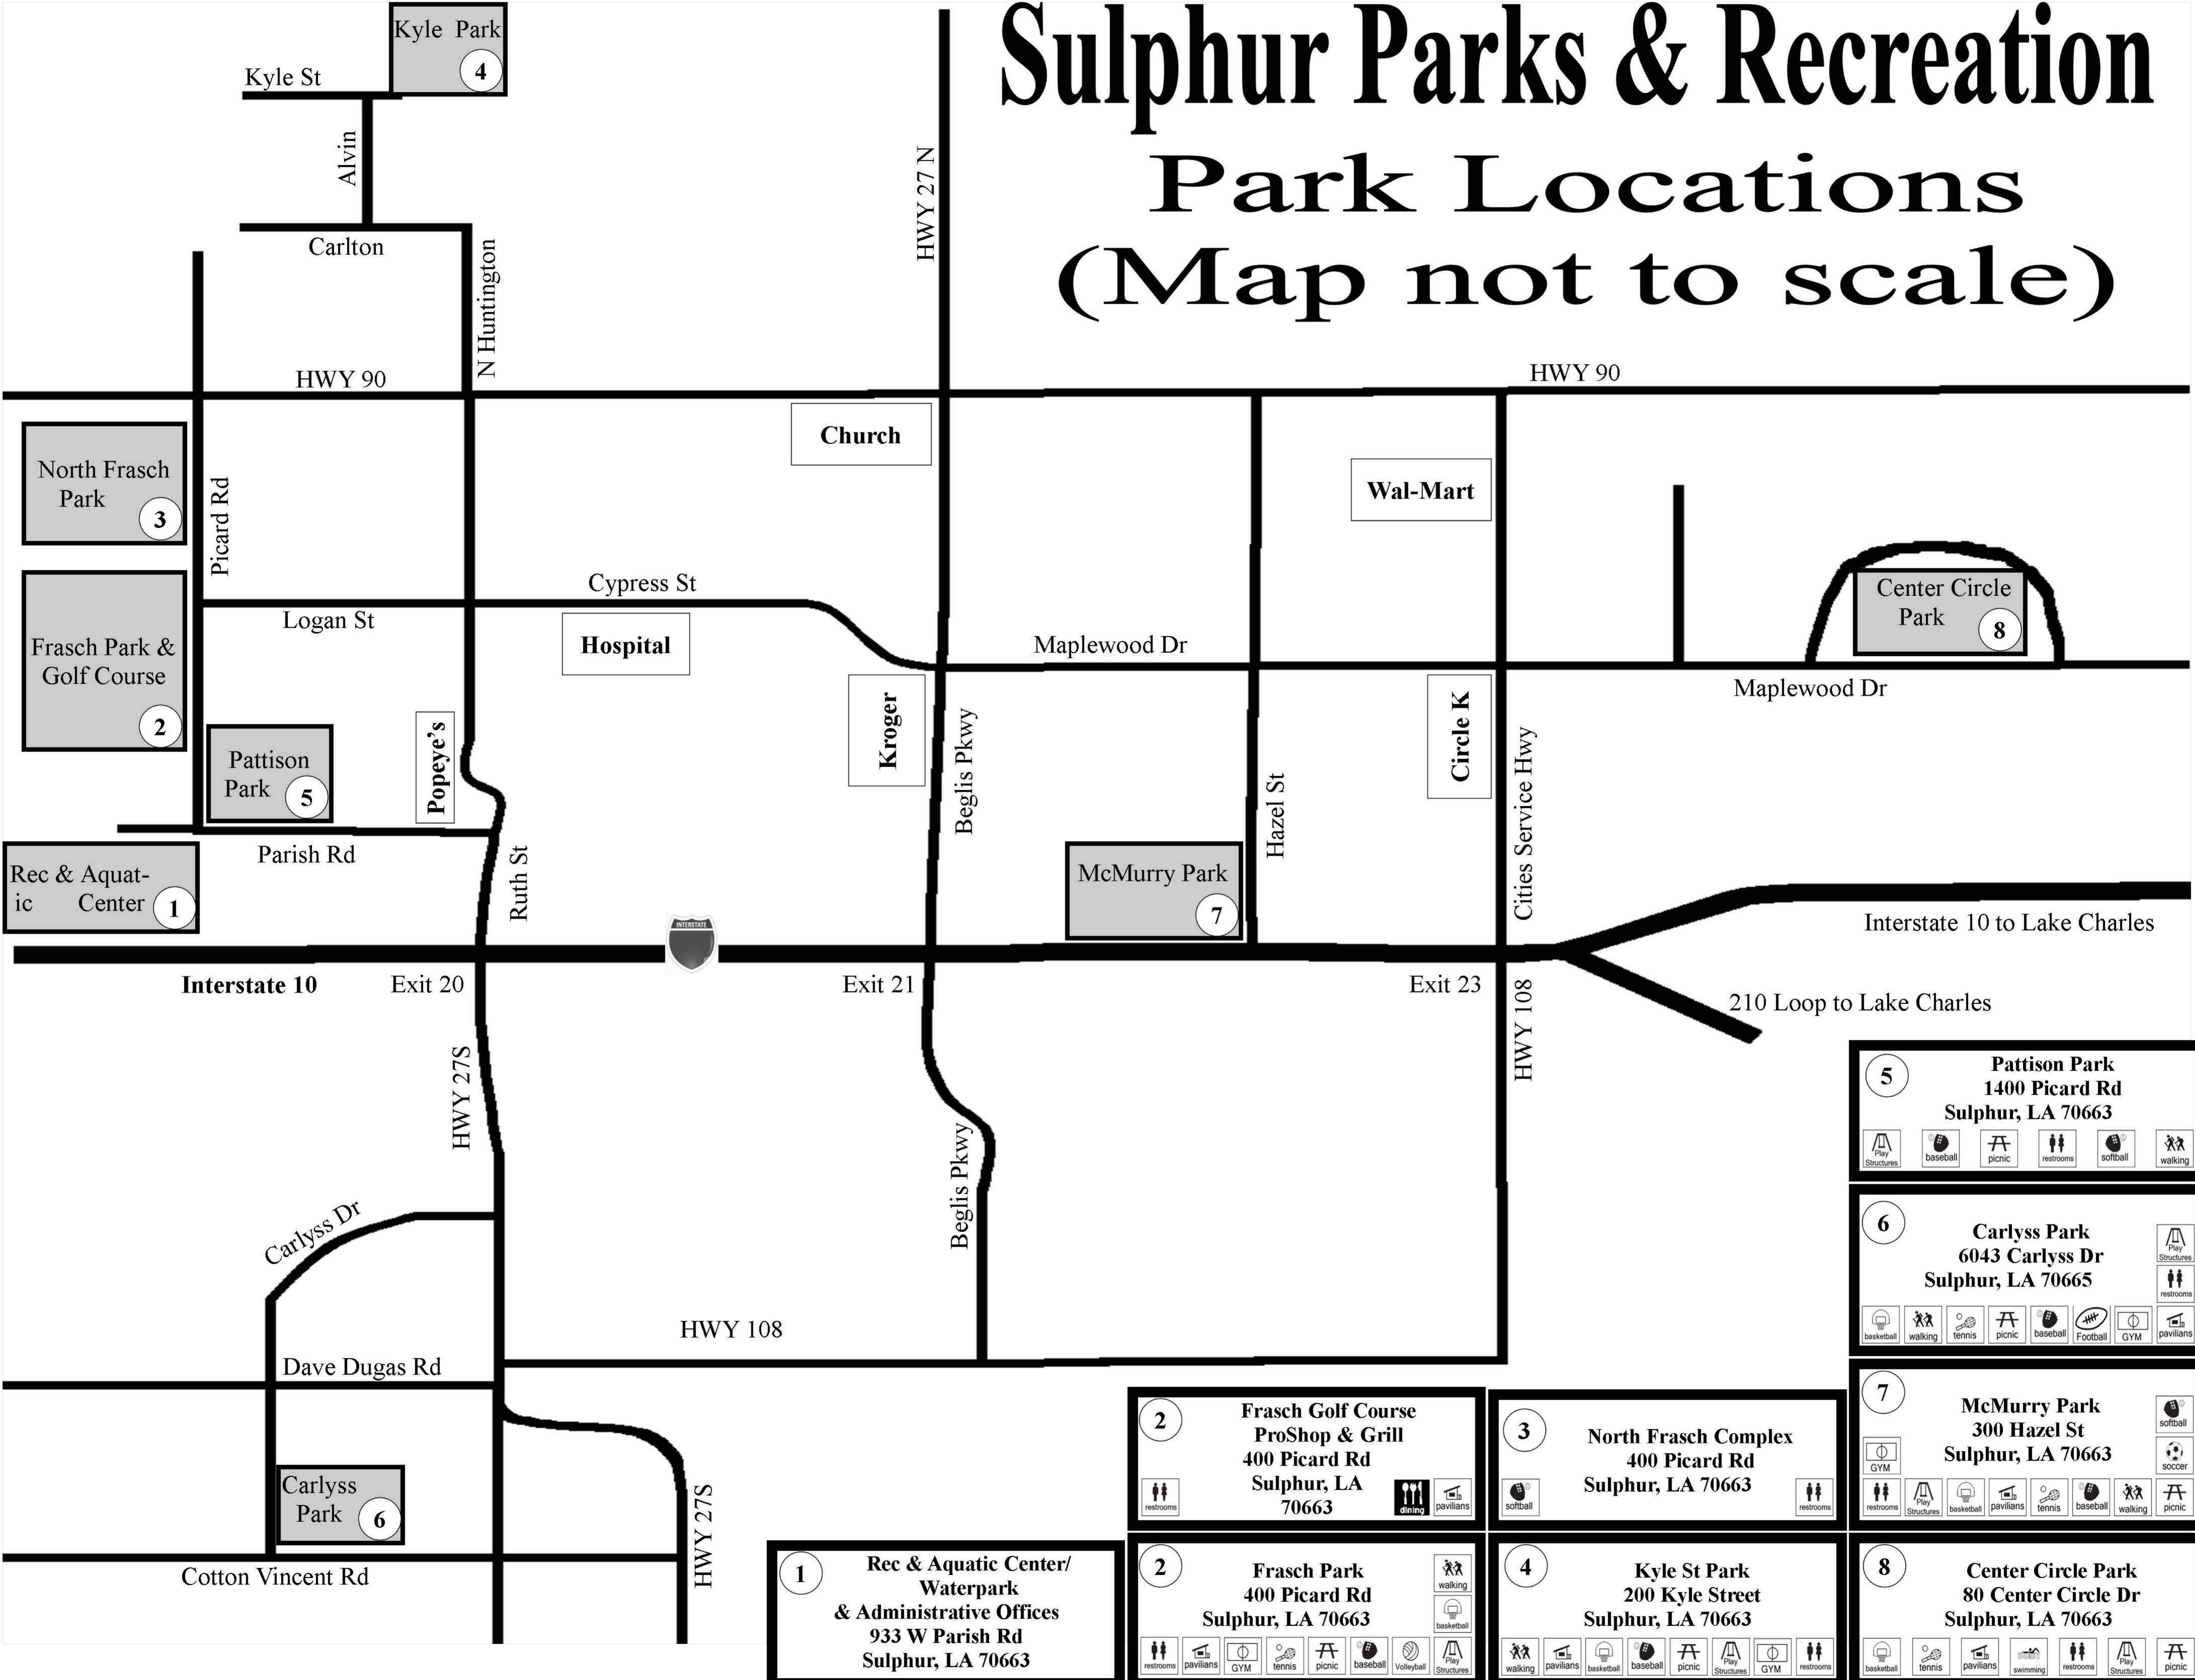 Sulphur Parks & Recreation
Park Locations
(Map not to scale)
Kyle Park
4
Kyle St
Alvin
Carlton
N Huntington
HWY 27 N
HWY 90
HWY 90
North Frasch
Park
3
Picard Rd
Church
Wal-Mart
Cypress St
Logan St
Hospital
Maplewood Dr
Maplewood Dr
Center Circle
Park
8
Frasch Park &
Golf Course
2
Pattison
Park
5
Popeye's
Kroger
Beglis Pkwy
Circle K
Cities Service Hwy
Hazel St
Parish Rd
Ruth St
Rec & Aquat-
ic Center
1
McMurry Park
7
INTERSTATE
Interstate 10
Exit 20
Exit 21
Exit 23
Interstate 10 to Lake Charles
210 Loop to Lake Charles
HWY 27S
HWY 108
Beglis Pkwy
Carlyss Dr
HWY 108
Dave Dugas Rd
Carlyss
Park
6
HWY 27S
Cotton Vincent Rd
5
Pattison Park
1400 Picard Rd
Sulphur, LA 70663
Play Structures
baseball
picnic
restrooms
softball
walking
6
Carlyss Park
6043 Carlyss Dr
Sulphur, LA 70665
Play Structures
restrooms
basketball
walking
tennis
picnic
baseball
Football
GYM
pavilians
7
McMurry Park
300 Hazel St
Sulphur, LA 70663
softball
GYM
soccer
restrooms
Play Structures
basketball
pavilians
tennis
baseball
walking
picnic
2
Frasch Golf Course
ProShop & Grill
400 Picard Rd
Sulphur, LA
70663
restrooms
dining
pavilians
3
North Frasch Complex
400 Picard Rd
Sulphur, LA 70663
softball
restrooms
1
Rec & Aquatic Center/
Waterpark
& Administrative Offices
933 W Parish Rd
Sulphur, LA 70663
2
Frasch Park
400 Picard Rd
Sulphur, LA 70663
walking
basketball
restrooms
pavilians
GYM
tennis
picnic
baseball
Volleyball
Play Structures
4
Kyle St Park
200 Kyle Street
Sulphur, LA 70663
walking
pavilians
basketball
baseball
picnic
Play Structures
GYM
restrooms
8
Center Circle Park
80 Center Circle Dr
Sulphur, LA 70663
basketball
tennis
pavilians
swimming
restrooms
Play Structures
picnic